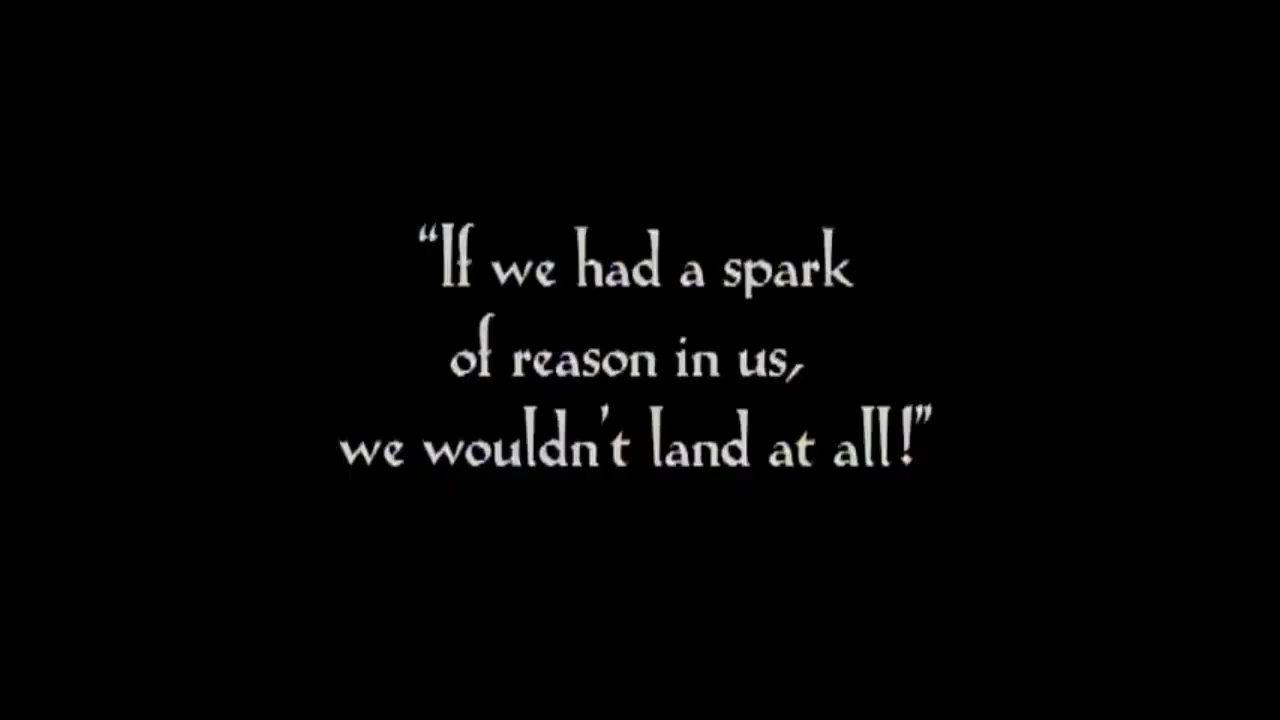 “If we had a spark
of reason in us,
we wouldn't land at all!”